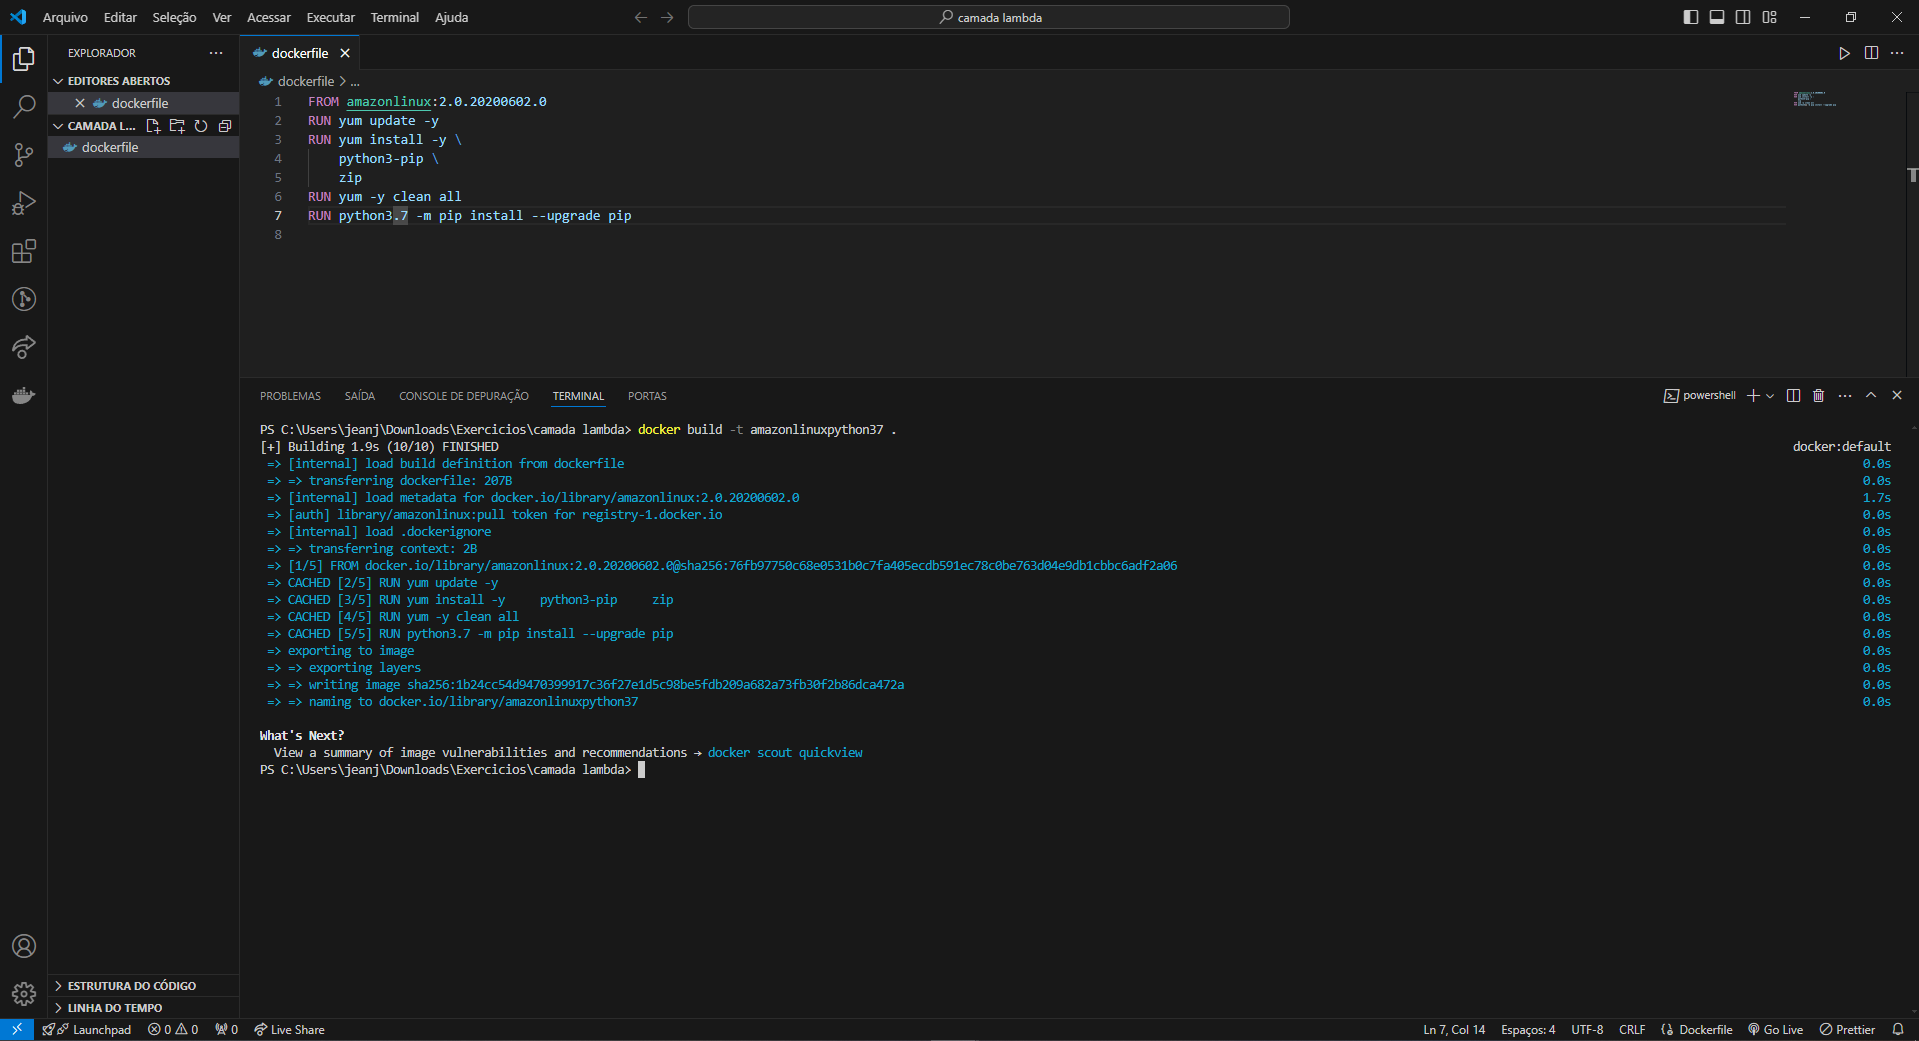 Arquivo Editar Seleção Ver Acessar Executar Terminal Ajuda
camada lambda
EXPLORADOR
EDITORES ABERTOS
dockerfile
CAMADA L...
dockerfile
ESTRUTURA DO CÓDIGO
LINHA DO TEMPO
dockerfile
dockerfile > ...
1 FROM amazonlinux:2.0.20200602.0
2 RUN yum update -y
3 RUN yum install -y \
4 python3-pip \
5 zip
6 RUN yum -y clean all
7 RUN python3.7 -m pip install --upgrade pip
8
PROBLEMAS SAÍDA CONSOLE DE DEPURAÇÃO TERMINAL PORTAS
powershell
PS C:\Users\jeanj\Downloads\Exercicios\camada lambda> docker build -t amazonlinuxpython37 .
[+] Building 1.9s (10/10) FINISHED docker:default
=> [internal] load build definition from dockerfile 0.0s
=> => transferring dockerfile: 207B 0.0s
=> [internal] load metadata for docker.io/library/amazonlinux:2.0.20200602.0 1.7s
=> [auth] library/amazonlinux:pull token for registry-1.docker.io 0.0s
=> [internal] load .dockerignore 0.0s
=> => transferring context: 2B 0.0s
=> [1/5] FROM docker.io/library/amazonlinux:2.0.20200602.0@sha256:76fb97750c68e0531b0c7fa405ecdb591ec78c0be763d04e9db1cbbc6adf2a06 0.0s
=> CACHED [2/5] RUN yum update -y 0.0s
=> CACHED [3/5] RUN yum install -y python3-pip zip 0.0s
=> CACHED [4/5] RUN yum -y clean all 0.0s
=> CACHED [5/5] RUN python3.7 -m pip install --upgrade pip 0.0s
=> exporting to image 0.0s
=> => exporting layers 0.0s
=> => writing image sha256:1b24cc54d9470399917c36f27e1d5c98be5fdb209a682a73fb30f2b86dca472a 0.0s
=> => naming to docker.io/library/amazonlinuxpython37 0.0s
What's Next?
View a summary of image vulnerabilities and recommendations → docker scout quickview
PS C:\Users\jeanj\Downloads\Exercicios\camada lambda>
Launchpad 0 0 0 Live Share Ln 7, Col 14 Espaços: 4 UTF-8 CRLF Dockerfile Go Live Prettier